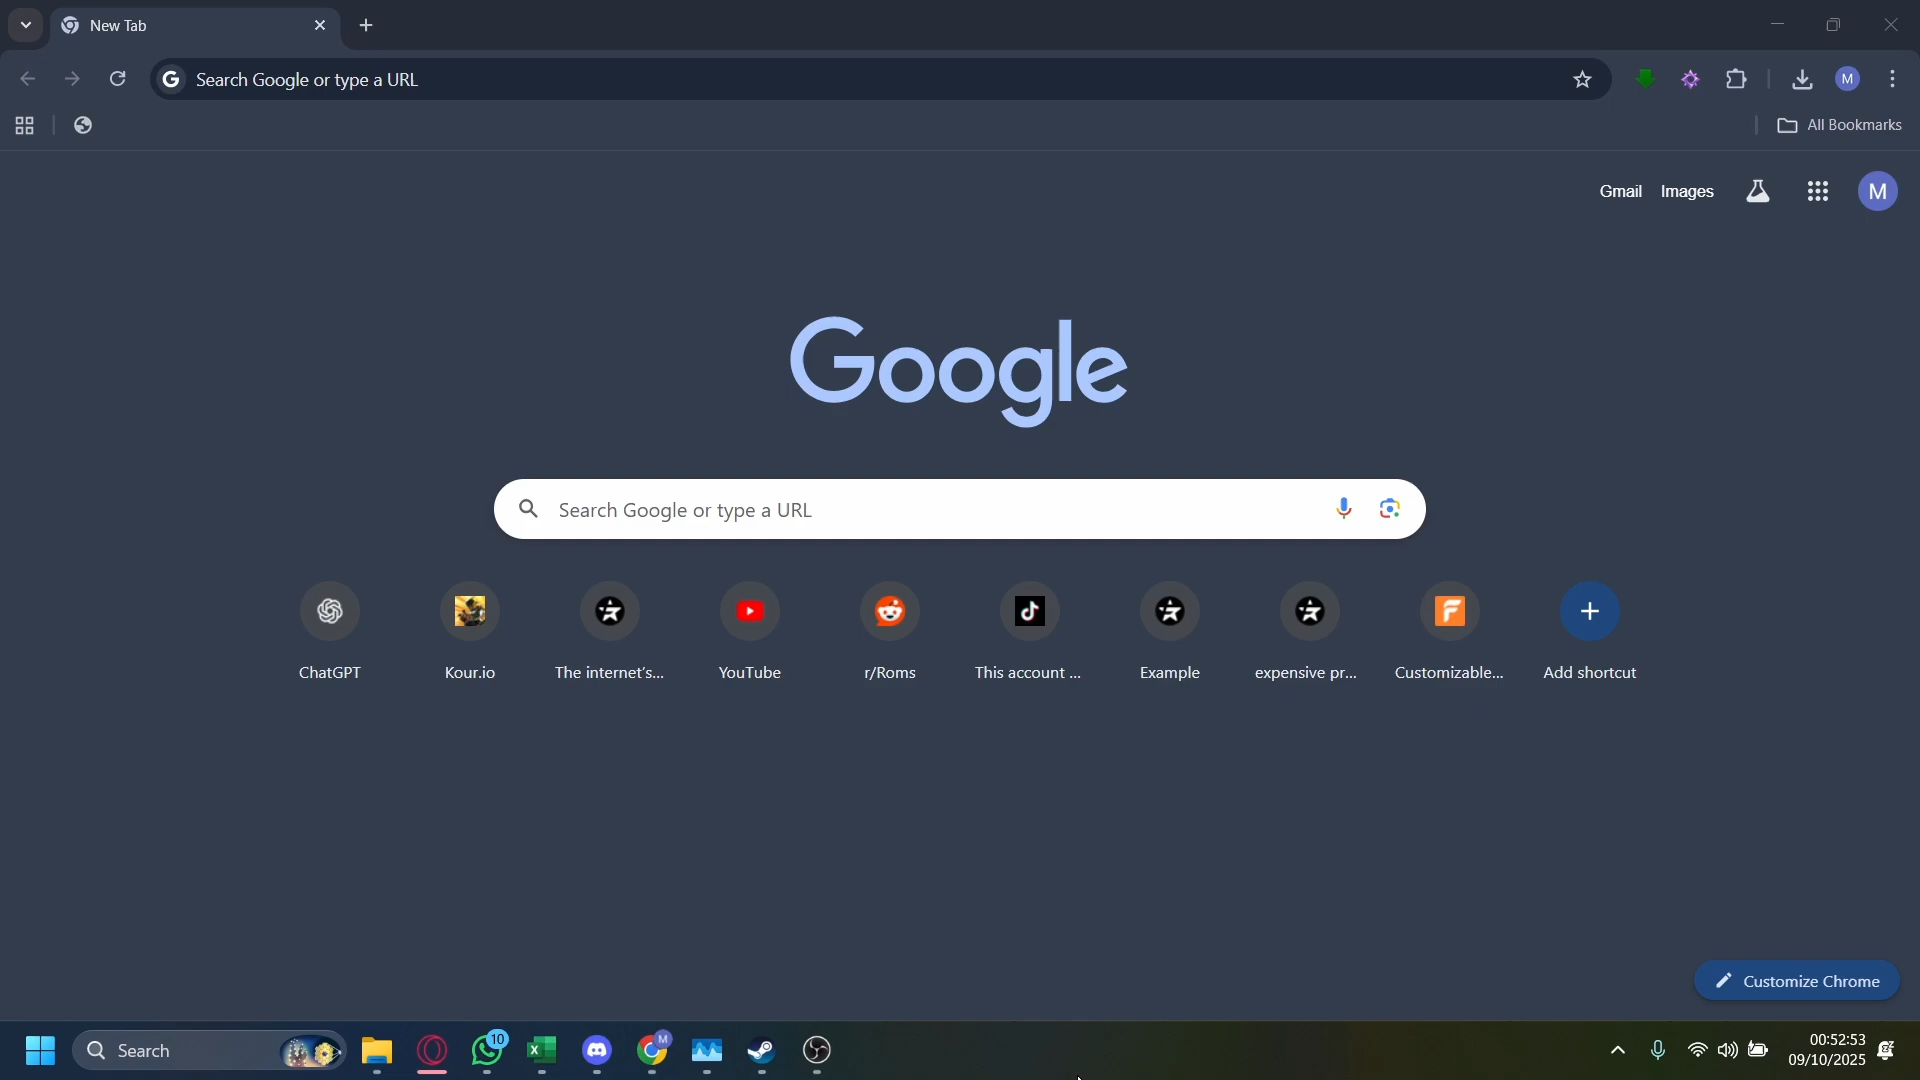 New Tab
Search Google or type a URL
M
All Bookmarks
Gmail Images
M
Google
Search Google or type a URL
ChatGPT Kour.io The internet's... YouTube r/Roms This account ... Example expensive pr... Customizable... Add shortcut
Customize Chrome
Search
10
M
00:52:53
09/10/2025